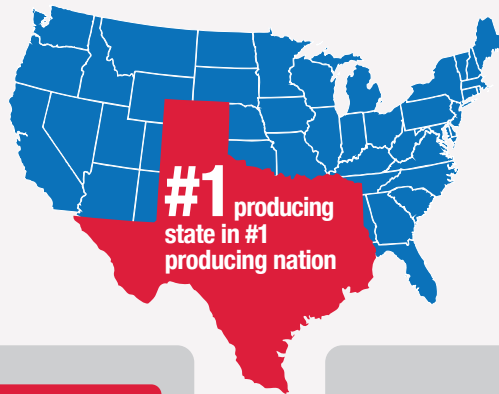 #1 producing
state in #1
producing nation